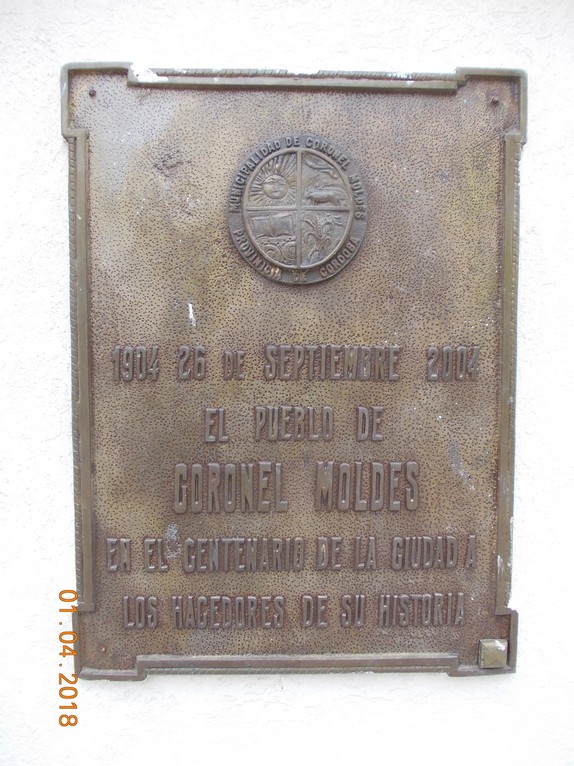 MUNICIPALIDAD DE CORONEL MOLDES
PROVINCIA DE CORDOBA
1904 26 DE SEPTIEMBRE 2004
EL PUEBLO DE
CORONEL MOLDES
EN EL CENTENARIO DE LA CIUDAD A
LOS HACEDORES DE SU HISTORIA
01.04.2018